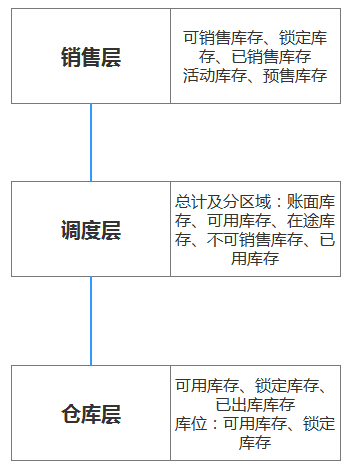 销售层
可销售库存、锁定库
存、已销售库存
活动库存、预售库存
调度层
总计及分区域：账面库
存、可用库存、在途库
存、不可销售库存、已
用库存
仓库层
可用库存、锁定库存、
已出库库存
库位：可用库存、锁定
库存